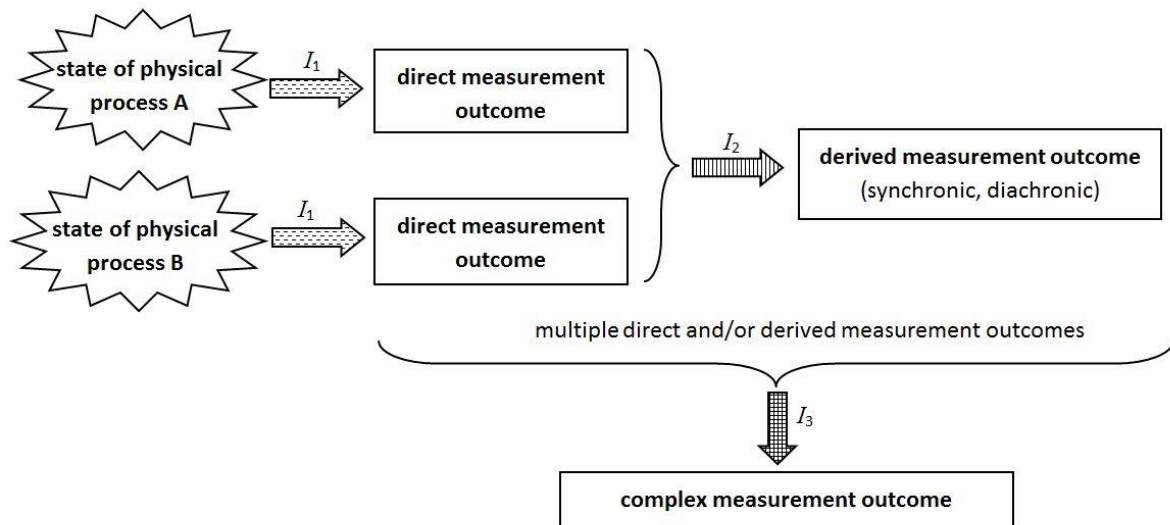 state of physical
process A
I1
direct measurement
outcome
I2
derived measurement outcome
(synchronic, diachronic)
state of physical
process B
I1
direct measurement
outcome
multiple direct and/or derived measurement outcomes
I3
complex measurement outcome